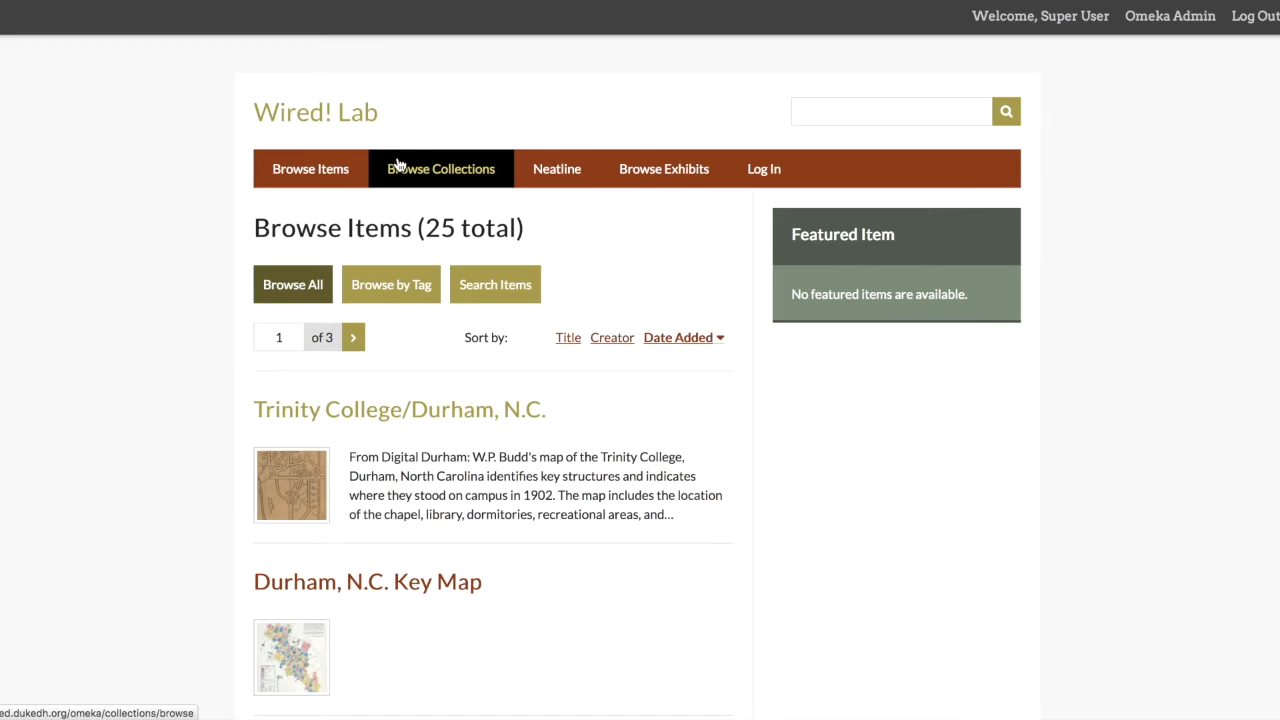 Welcome, Super User Omeka Admin Log Out
Wired! Lab
Browse Items Browse Collections Neatline Browse Exhibits Log In
Browse Items (25 total)
Featured Item
Browse All Browse by Tag Search Items
No featured items are available.
1 of 3 Sort by: Title Creator Date Added
Trinity College/Durham, N.C.
From Digital Durham: W.P. Budd's map of the Trinity College,
Durham, North Carolina identifies key structures and indicates
where they stood on campus in 1902. The map includes the location
of the chapel, library, dormitories, recreational areas, and...
Durham, N.C. Key Map
ed.dukedh.org/omeka/collections/browse